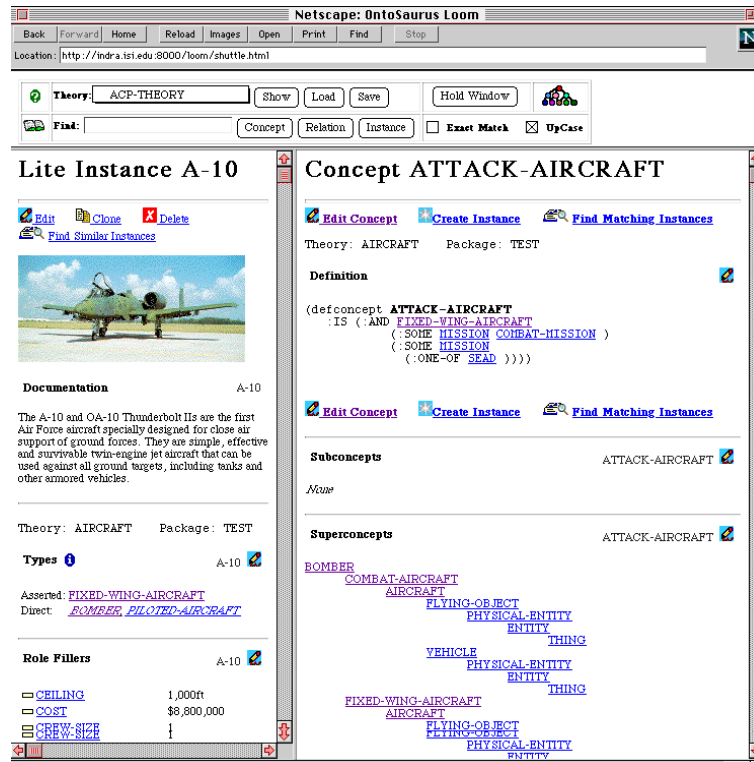 Netscape: OntoSaurus Loom
Back Forward Home Reload Images Open Print Find Stop
Location: http://indra.isi.edu:8000/loom/shuttle.html
N
Theory: ACP-THEORY Show Load Save Hold Window
Find: Concept Relation Instance Exact Match UpCase
Lite Instance A-10
Edit Clone Delete
Find Similar Instances
Documentation A-10
The A-10 and OA-10 Thunderbolt IIs are the first
Air Force aircraft specially designed for close air
support of ground forces. They are simple, effective
and survivable twin-engine jet aircraft that can be
used against all ground targets, including tanks and
other armored vehicles.
Theory: AIRCRAFT Package: TEST
Types A-10
Asserted: FIXED-WING-AIRCRAFT
Direct: BOMBER, PILOTED-AIRCRAFT
Role Fillers A-10
CEILING 1,000ft
COST $8,800,000
CREW-SIZE 1
CREW-SIZE 1
Concept ATTACK-AIRCRAFT
Edit Concept Create Instance Find Matching Instances
Theory: AIRCRAFT Package: TEST
Definition
(defconcept ATTACK-AIRCRAFT
:IS (:AND FIXED-WING-AIRCRAFT
(:SOME MISSION COMBAT-MISSION )
(:SOME MISSION
(:ONE-OF SEAD ))))
Edit Concept Create Instance Find Matching Instances
Subconcepts ATTACK-AIRCRAFT
None
Superconcepts ATTACK-AIRCRAFT
BOMBER
COMBAT-AIRCRAFT
AIRCRAFT
FLYING-OBJECT
PHYSICAL-ENTITY
ENTITY
THING
VEHICLE
PHYSICAL-ENTITY
ENTITY
THING
FIXED-WING-AIRCRAFT
AIRCRAFT
FLYING-OBJECT
FLYING-OBJECT
PHYSICAL-ENTITY
ENTITY